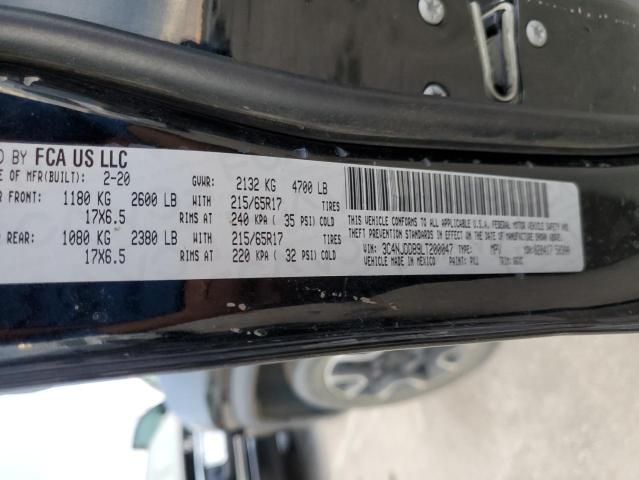 D BY FCA US LLC
E OF MFR(BUILT): 2-20 GVWR: 2132 KG 4700 LB
FRONT: 1180 KG 2600 LB WITH 215/65R17 TIRES
17X6.5 RIMS AT 240 KPA ( 35 PSI) COLD
REAR: 1080 KG 2380 LB WITH 215/65R17 TIRES
17X6.5 RIMS AT 220 KPA ( 32 PSI) COLD
THIS VEHICLE CONFORMS TO ALL APPLICABLE U.S.A. FEDERAL MOTOR VEHICLE SAFETY, BUMPER, AND
THEFT PREVENTION STANDARDS IN EFFECT ON THE DATE OF MANUFACTURE SHOWN ABOVE.
VIN: 3C4NJDDB9LT200047 TYPE: MPV
VEHICLE MADE IN MEXICO PAINT: PXJ TRIM: